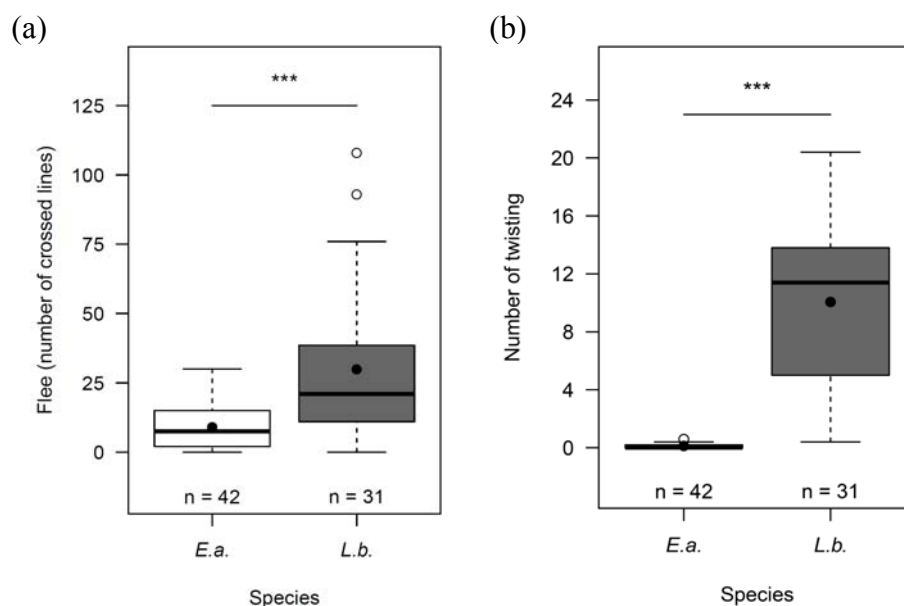 (a)
Flee (number of crossed lines)
125
100
75
50
25
0
***
n = 42
n = 31
E.a.
L.b.
Species
(b)
Number of twisting
24
20
16
12
8
4
0
***
n = 42
n = 31
E.a.
L.b.
Species